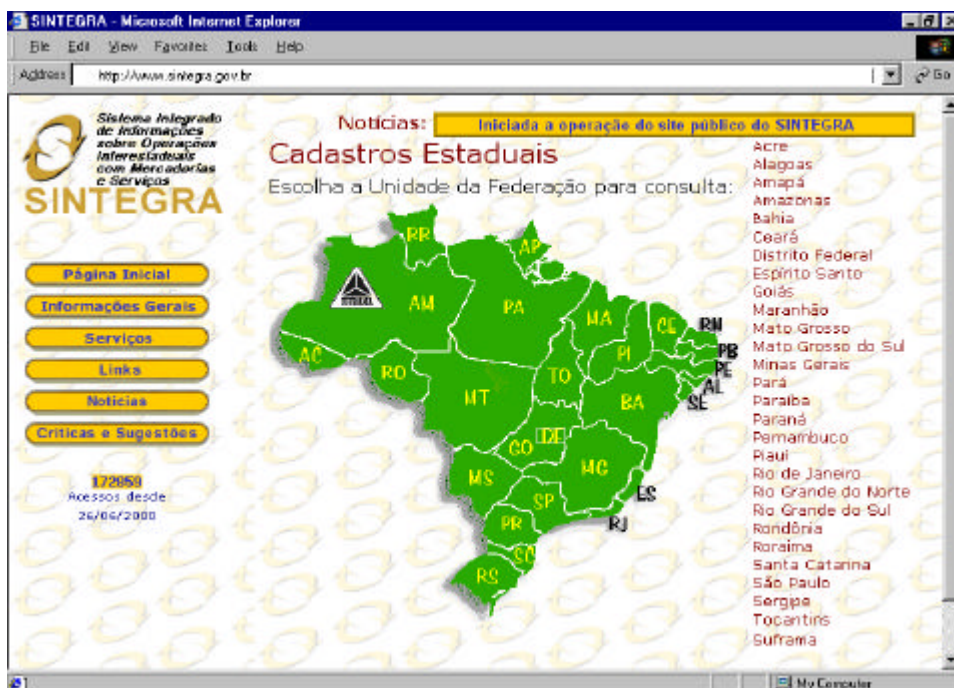 SINTEGRA - Microsoft Internet Explorer
File Edit View Favorites Tools Help
Address http://www.sintegra.gov.br Go
Sistema Integrado
de Informações
sobre Operações
Interestaduais
com Mercadorias
e Serviços
SINTEGRA
Página Inicial
Informações Gerais
Serviços
Links
Notícias
Críticas e Sugestões
172959
Acessos desde
26/06/2000
Notícias: Iniciada a operação do site público do SINTEGRA
Cadastros Estaduais
Escolha a Unidade da Federação para consulta:
RR
AP
AM
PA
MA
CE
RN
PB
PE
AL
SE
PI
AC
RO
TO
MT
BA
GO
DF
MG
MS
ES
SP
RJ
PR
SC
RS
Acre
Alagoas
Amapá
Amazonas
Bahia
Ceará
Distrito Federal
Espírito Santo
Goiás
Maranhão
Mato Grosso
Mato Grosso do Sul
Minas Gerais
Pará
Paraíba
Paraná
Pernambuco
Piauí
Rio de Janeiro
Rio Grande do Norte
Rio Grande do Sul
Rondônia
Roraima
Santa Catarina
São Paulo
Sergipe
Tocantins
Suframa
My Computer